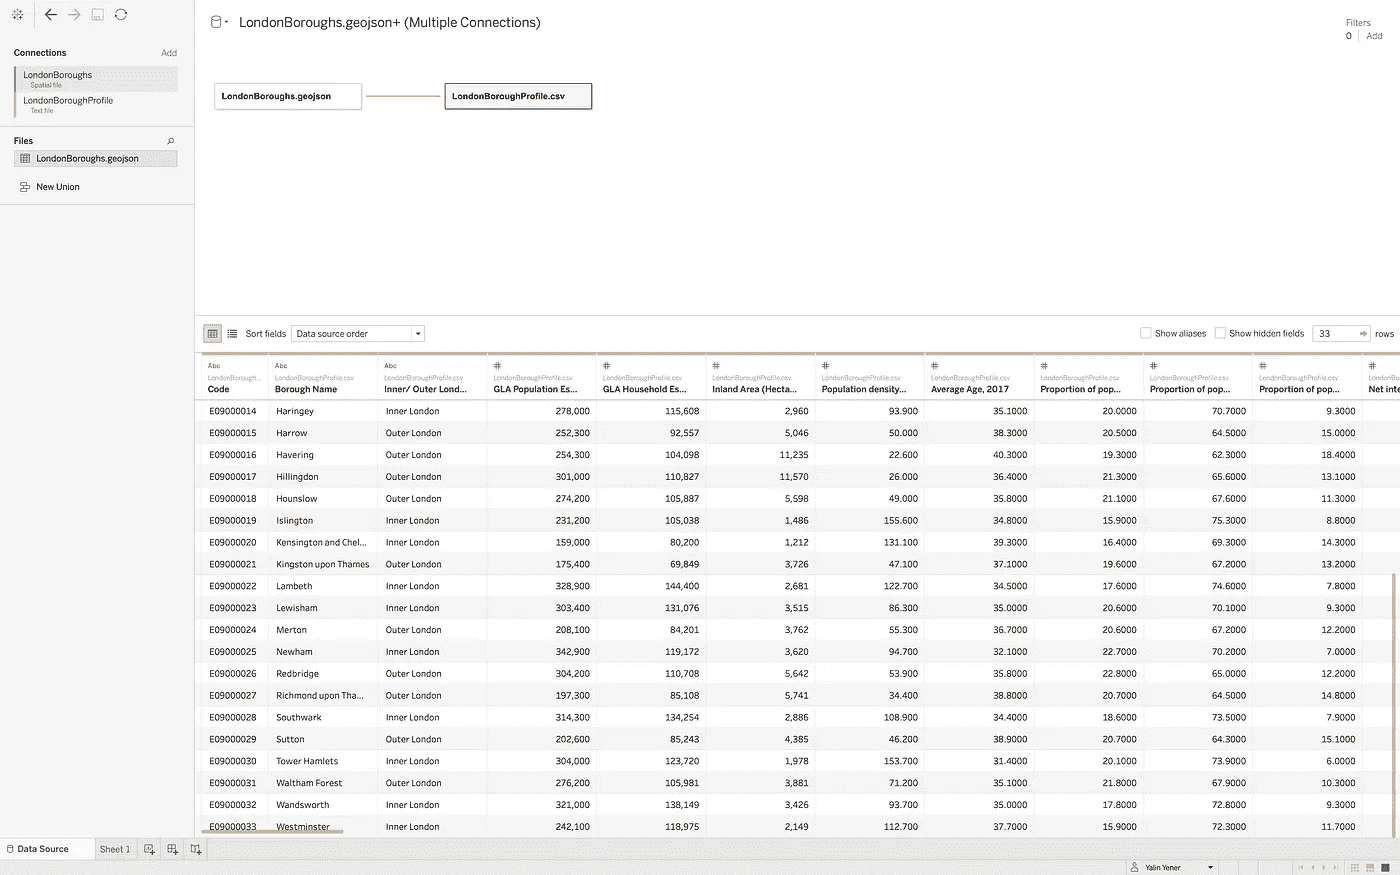 LondonBoroughs.geojson+ (Multiple Connections)
Filters
0 Add
Connections Add
LondonBoroughs
Spatial file
LondonBoroughProfile
Text file
Files
LondonBoroughs.geojson
New Union
LondonBoroughs.geojson LondonBoroughProfile.csv
Sort fields Data source order Show aliases Show hidden fields 33 rows
Abc Abc Abc # # # # # # # # #
LondonBorough... LondonBoroughProfile.csv LondonBoroughProfile.csv LondonBoroughProfile.csv LondonBoroughProfile.csv LondonBoroughProfile.csv LondonBoroughProfile.csv LondonBoroughProfile.csv LondonBoroughProfile.csv LondonBoroughProfile.csv LondonBoroughProfile.csv LondonBo
Code Borough Name Inner/ Outer Lond... GLA Population Es... GLA Household Es... Inland Area (Hecta... Population density... Average Age, 2017 Proportion of pop... Proportion of pop... Proportion of pop... Net inte
E09000014 Haringey Inner London 278,000 115,608 2,960 93.900 35.1000 20.0000 70.7000 9.3000
E09000015 Harrow Outer London 252,300 92,557 5,046 50.000 38.3000 20.5000 64.5000 15.0000
E09000016 Havering Outer London 254,300 104,098 11,235 22.600 40.3000 19.3000 62.3000 18.4000
E09000017 Hillingdon Outer London 301,000 110,827 11,570 26.000 36.4000 21.3000 65.6000 13.1000
E09000018 Hounslow Outer London 274,200 105,887 5,598 49.000 35.8000 21.1000 67.6000 11.3000
E09000019 Islington Inner London 231,200 105,038 1,486 155.600 34.8000 15.9000 75.3000 8.8000
E09000020 Kensington and Chel... Inner London 159,000 80,200 1,212 131.100 39.3000 16.4000 69.3000 14.3000
E09000021 Kingston upon Thames Outer London 175,400 69,849 3,726 47.100 37.1000 19.6000 67.2000 13.2000
E09000022 Lambeth Inner London 328,900 144,400 2,681 122.700 34.5000 17.6000 74.6000 7.8000
E09000023 Lewisham Inner London 303,400 131,076 3,515 86.300 35.0000 20.6000 70.1000 9.3000
E09000024 Merton Outer London 208,100 84,201 3,762 55.300 36.7000 20.6000 67.2000 12.2000
E09000025 Newham Inner London 342,900 119,172 3,620 94.700 32.1000 22.7000 70.2000 7.0000
E09000026 Redbridge Outer London 304,200 110,708 5,642 53.900 35.8000 22.8000 65.0000 12.2000
E09000027 Richmond upon Tha... Outer London 197,300 85,108 5,741 34.400 38.8000 20.7000 64.5000 14.8000
E09000028 Southwark Inner London 314,300 134,254 2,886 108.900 34.4000 18.6000 73.5000 7.9000
E09000029 Sutton Outer London 202,600 85,243 4,385 46.200 38.9000 20.7000 64.3000 15.1000
E09000030 Tower Hamlets Inner London 304,000 123,720 1,978 153.700 31.4000 20.1000 73.9000 6.0000
E09000031 Waltham Forest Outer London 276,200 105,981 3,881 71.200 35.1000 21.8000 67.9000 10.3000
E09000032 Wandsworth Inner London 321,000 138,149 3,426 93.700 35.0000 17.8000 72.8000 9.3000
E09000033 Westminster Inner London 242,100 118,975 2,149 112.700 37.7000 15.9000 72.3000 11.7000
Data Source Sheet 1
Yalin Yener